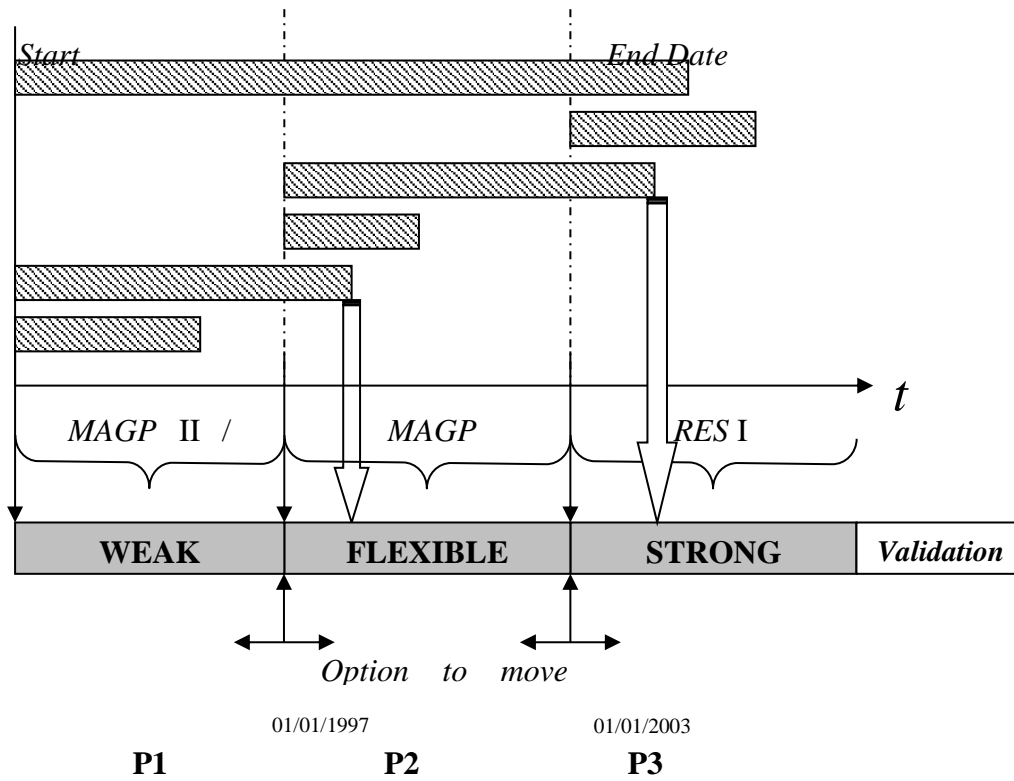 Start End Date
t
MAGP II / MAGP RES I
WEAK FLEXIBLE STRONG Validation
Option to move
01/01/1997 01/01/2003
P1 P2 P3